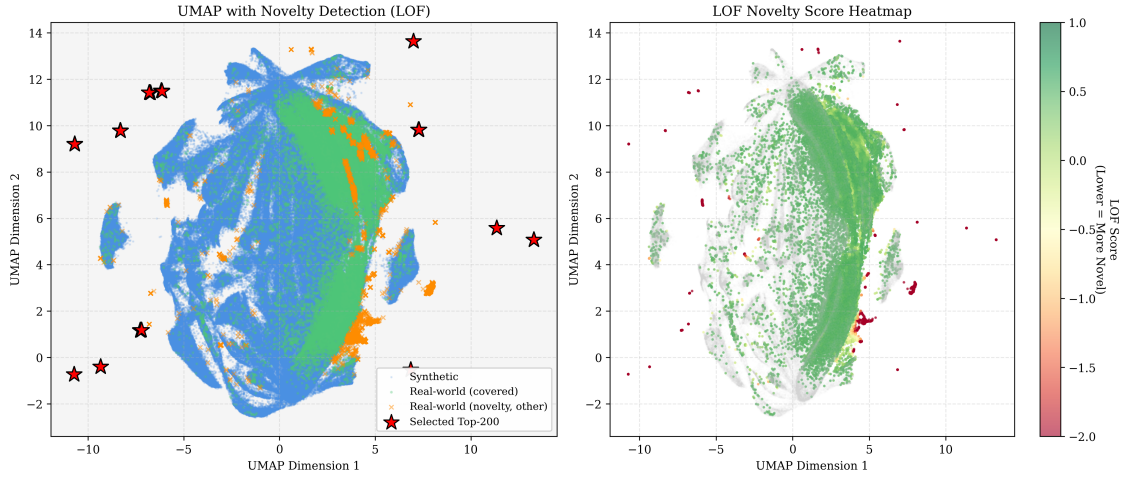 UMAP with Novelty Detection (LOF)
14
12
10
8
6
4
2
0
−2
UMAP Dimension 2
−10
−5
0
5
10
UMAP Dimension 1
Synthetic
Real-world (covered)
Real-world (novelty, other)
Selected Top-200
LOF Novelty Score Heatmap
14
12
10
8
6
4
2
0
−2
UMAP Dimension 2
−10
−5
0
5
10
UMAP Dimension 1
1.0
0.5
0.0
−0.5
−1.0
−1.5
−2.0
LOF Score
(Lower = More Novel)